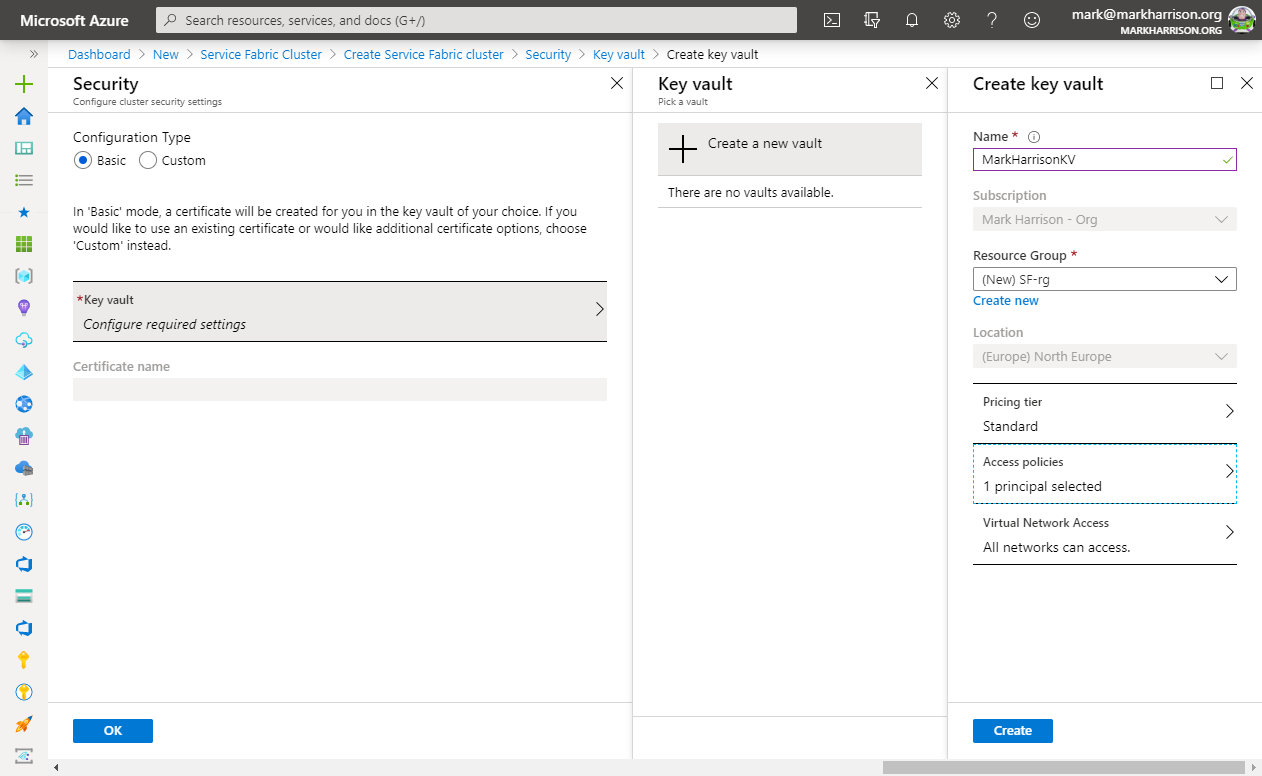 Microsoft Azure
Search resources, services, and docs (G+/)
mark@markharrison.org
MARKHARRISON.ORG
Dashboard > New > Service Fabric Cluster > Create Service Fabric cluster > Security > Key vault > Create key vault
Security
Configure cluster security settings
Configuration Type
Basic
Custom
In 'Basic' mode, a certificate will be created for you in the key vault of your choice. If you
would like to use an existing certificate or would like additional certificate options, choose
'Custom' instead.
*Key vault
Configure required settings
Certificate name
OK
Key vault
Pick a vault
Create a new vault
There are no vaults available.
Create key vault
Name *
MarkHarrisonKV
Subscription
Mark Harrison - Org
Resource Group *
(New) SF-rg
Create new
Location
(Europe) North Europe
Pricing tier
Standard
Access policies
1 principal selected
Virtual Network Access
All networks can access.
Create